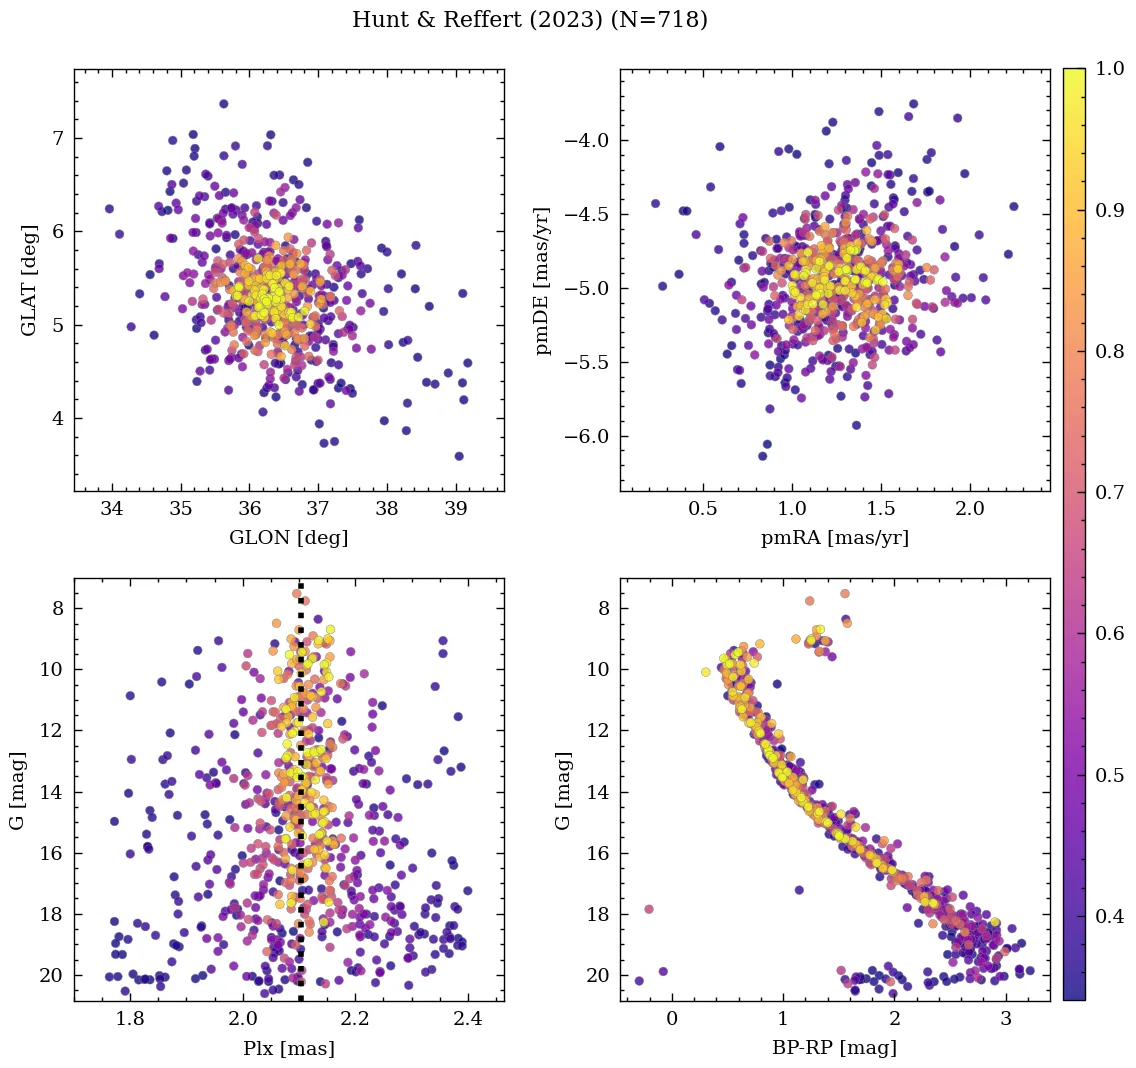 Hunt & Reffert (2023) (N=718)
7
6
5
4
GLAT [deg]
34 35 36 37 38 39
GLON [deg]
−4.0
−4.5
−5.0
−5.5
−6.0
pmDE [mas/yr]
0.5 1.0 1.5 2.0
pmRA [mas/yr]
8
10
12
14
16
18
20
G [mag]
1.8 2.0 2.2 2.4
Plx [mas]
8
10
12
14
16
18
20
G [mag]
0 1 2 3
BP-RP [mag]
1.0
0.9
0.8
0.7
0.6
0.5
0.4